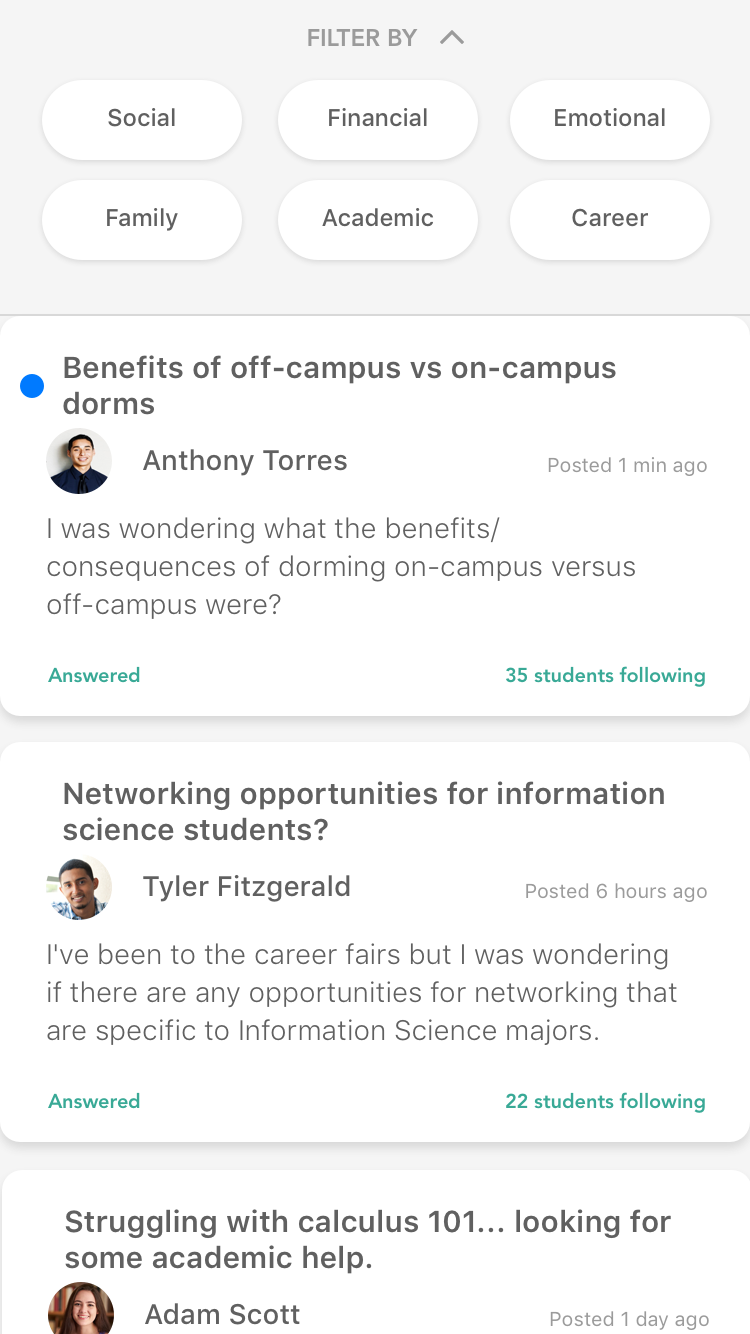 FILTER BY
Social Financial Emotional
Family Academic Career
Benefits of off-campus vs on-campus
dorms
Anthony Torres Posted 1 min ago
I was wondering what the benefits/
consequences of dorming on-campus versus
off-campus were?
Answered 35 students following
Networking opportunities for information
science students?
Tyler Fitzgerald Posted 6 hours ago
I've been to the career fairs but I was wondering
if there are any opportunities for networking that
are specific to Information Science majors.
Answered 22 students following
Struggling with calculus 101... looking for
some academic help.
Adam Scott Posted 1 day ago